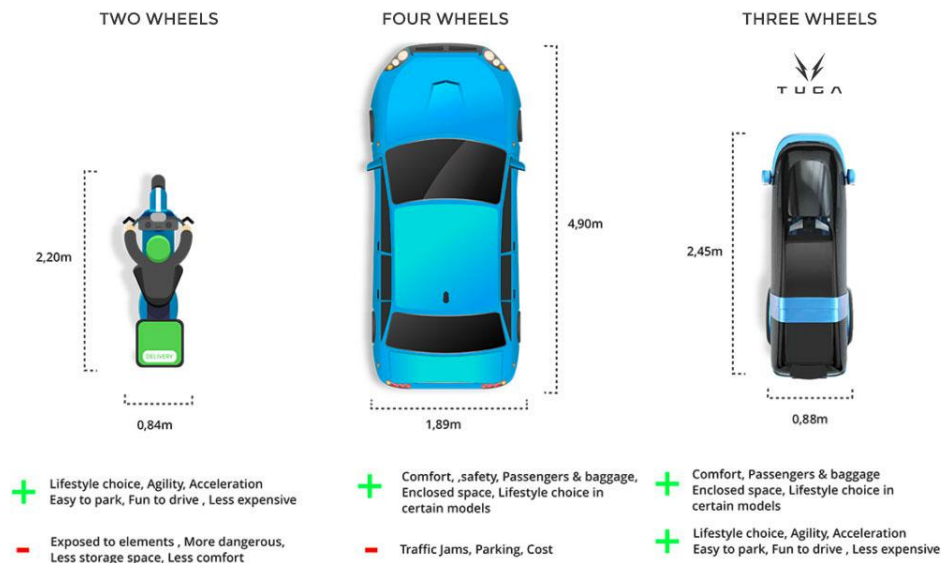 TWO WHEELS
FOUR WHEELS
THREE WHEELS
TUGA
2,20m
4,90m
2,45m
DELIVERY
0,84m
1,89m
0,88m
+ Lifestyle choice, Agility, Acceleration
Easy to park, Fun to drive , Less expensive
- Exposed to elements , More dangerous,
Less storage space, Less comfort
+ Comfort, ,safety, Passengers & baggage,
Enclosed space, Lifestyle choice in
certain models
- Traffic Jams, Parking, Cost
+ Comfort, Passengers & baggage
Enclosed space, Lifestyle choice in
certain models
+ Lifestyle choice, Agility, Acceleration
Easy to park, Fun to drive , Less expensive